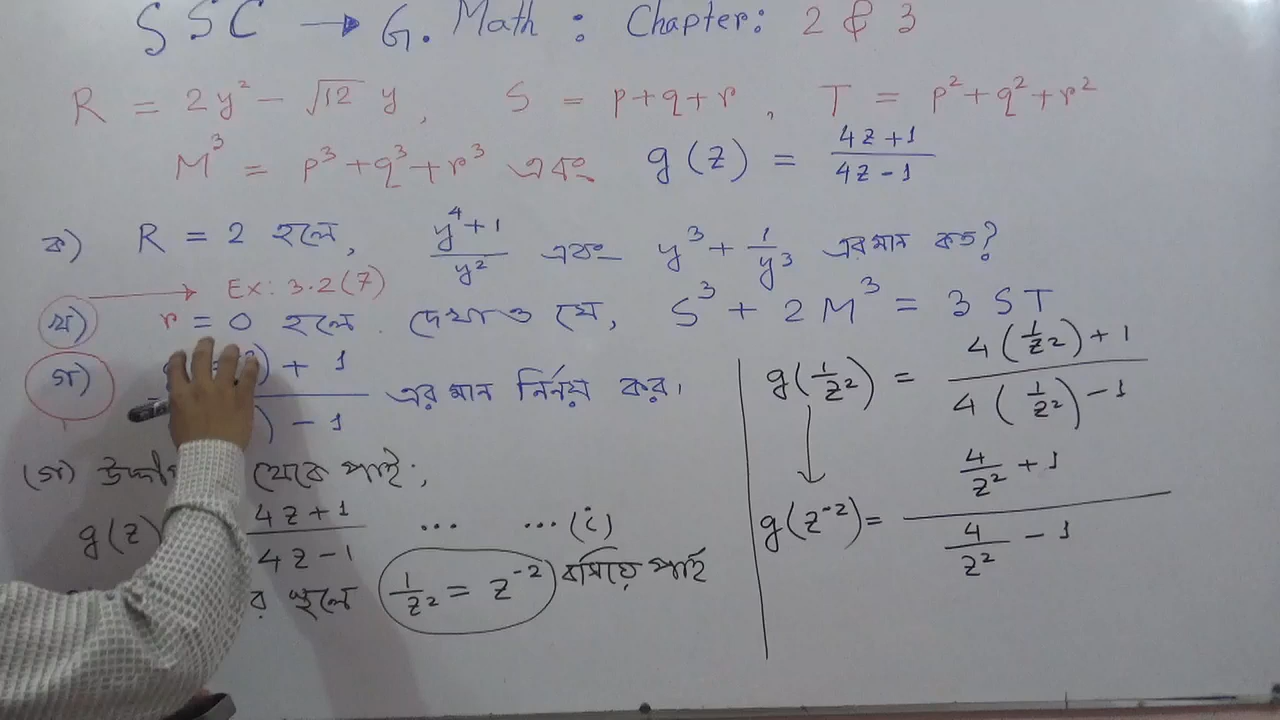 SSC → G. Math : Chapter: 2 & 3
R = 2y² - √12 y, S = p+q+r, T = p²+q²+r²
M³ = p³+q³+r³ এবং g(z) = (4z+1)/(4z-1)
ক) R = 2 হলে, (y⁴+1)/y² এবং y³ + 1/y³ এর মান কত?
→ Ex: 3.2(7)
খ) r = 0 হলে দেখাও যে, S³ + 2M³ = 3ST
গ) ) + 1 / ) - 1 এর মান নির্নয় কর।
(গ) থেকে পাই,
g(z) (4z+1)/(4z-1) ... ... (i)
র স্থলে 1/z² = z⁻² বসিয়ে পাই
g(1/z²) = (4(1/z²)+1)/(4(1/z²)-1)
g(z⁻²) = (4/z² + 1)/(4/z² - 1)